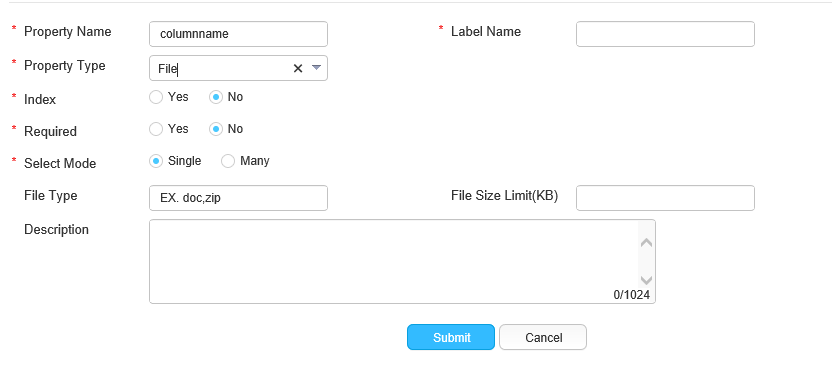 * Property Name columnname * Label Name
* Property Type File
* Index Yes No
* Required Yes No
* Select Mode Single Many
File Type EX. doc,zip File Size Limit(KB)
Description
0/1024
Submit Cancel